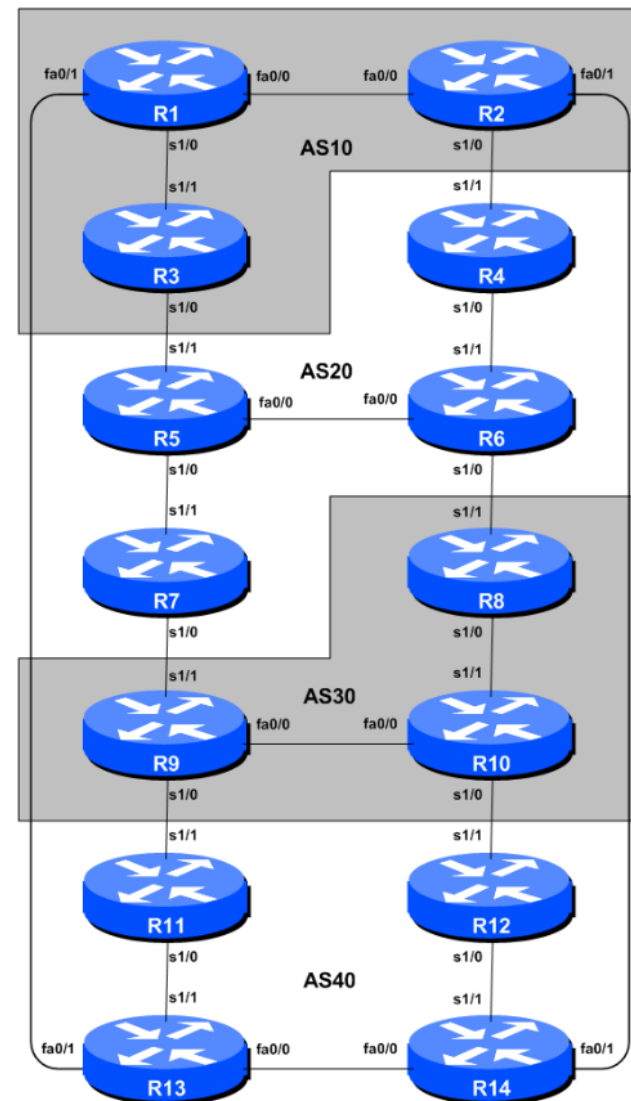 fa0/1 fa0/0 fa0/0 fa0/1
R1 R2
s1/0 AS10 s1/0
s1/1 s1/1
R3 R4
s1/0 s1/0
s1/1 AS20 s1/1
fa0/0 fa0/0
R5 R6
s1/0 s1/0
s1/1 s1/1
R7 R8
s1/0 s1/0
s1/1 AS30 s1/1
fa0/0 fa0/0
R9 R10
s1/0 s1/0
s1/1 s1/1
R11 R12
s1/0 AS40 s1/0
s1/1 s1/1
fa0/1 fa0/0 fa0/0 fa0/1
R13 R14